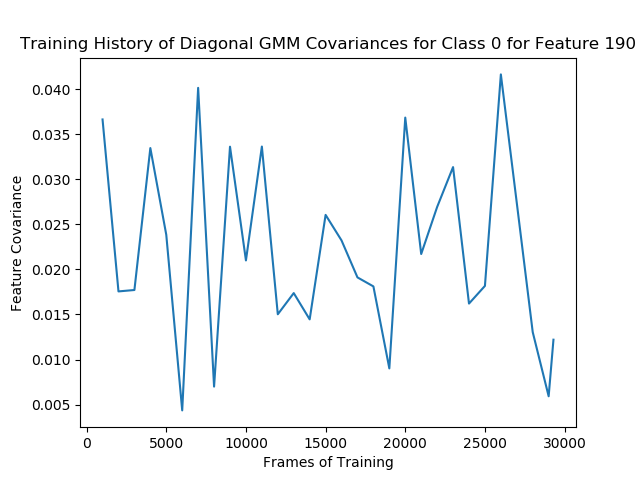 Training History of Diagonal GMM Covariances for Class 0 for Feature 190
0.040
0.035
0.030
0.025
0.020
0.015
0.010
0.005
Feature Covariance
0 5000 10000 15000 20000 25000 30000
Frames of Training